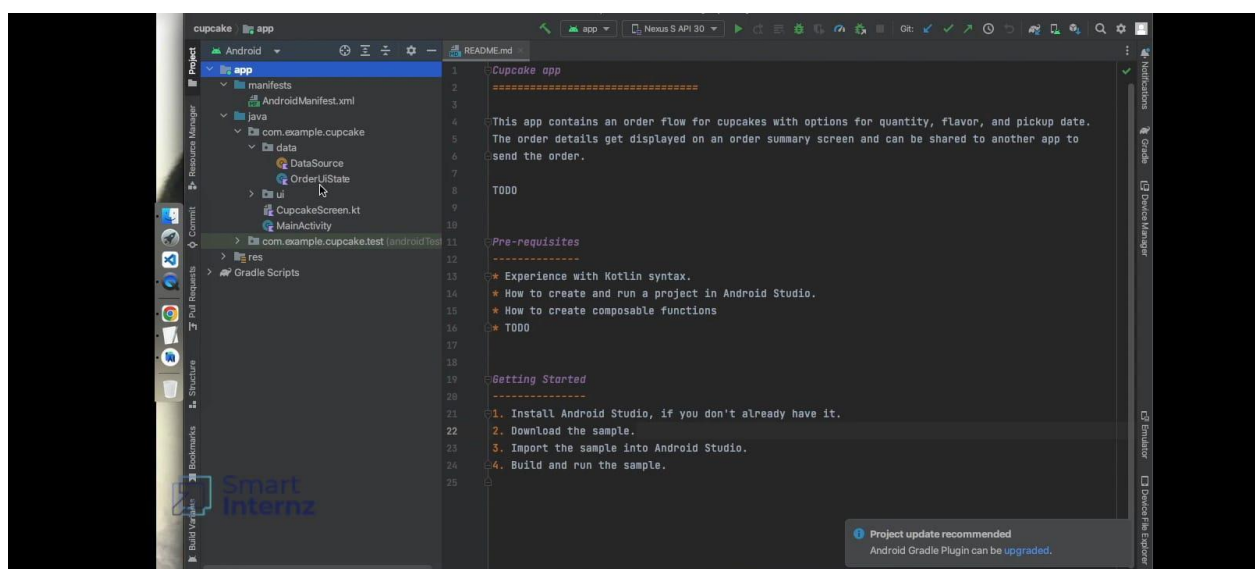 cupcake app
app
Nexus S API 30
Git:
Project
Android
README.md
Notifications
app
manifests
AndroidManifest.xml
java
com.example.cupcake
data
DataSource
OrderUiState
ui
CupcakeScreen.kt
MainActivity
com.example.cupcake.test (androidTest
res
Gradle Scripts
Resource Manager
Commit
Pull Requests
Structure
Bookmarks
Build Variants
1 Cupcake app
2 ================================
3
4 This app contains an order flow for cupcakes with options for quantity, flavor, and pickup date.
5 The order details get displayed on an order summary screen and can be shared to another app to
6 send the order.
7
8 TODO
9
10
11 Pre-requisites
12 --------------
13 * Experience with Kotlin syntax.
14 * How to create and run a project in Android Studio.
15 * How to create composable functions
16 * TODO
17
18
19 Getting Started
20 ---------------
21 1. Install Android Studio, if you don't already have it.
22 2. Download the sample.
23 3. Import the sample into Android Studio.
24 4. Build and run the sample.
25
Gradle
Device Manager
Emulator
Device File Explorer
Smart
Internz
Project update recommended
Android Gradle Plugin can be upgraded.